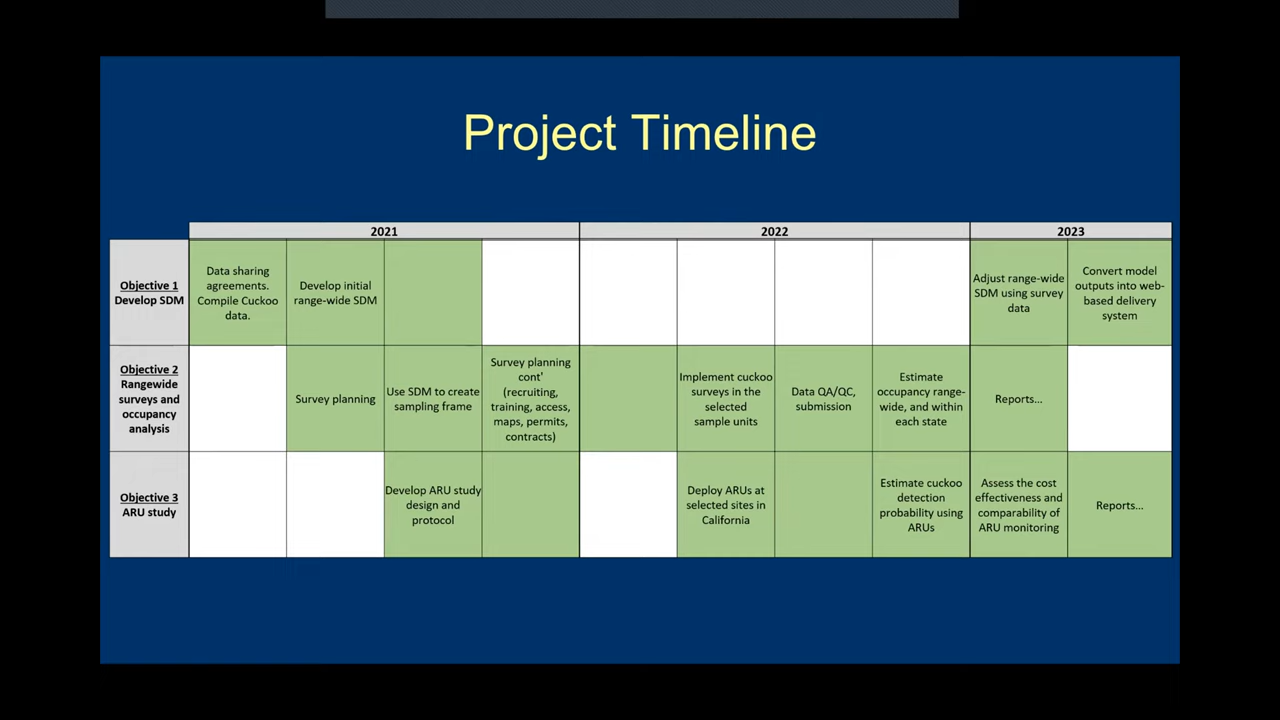 Project Timeline
2021
2022
2023
Objective 1
Develop SDM
Data sharing
agreements.
Compile Cuckoo
data.
Develop initial
range-wide SDM
Adjust range-wide
SDM using survey
data
Convert model
outputs into web-
based delivery
system
Objective 2
Rangewide
surveys and
occupancy
analysis
Survey planning
Use SDM to create
sampling frame
Survey planning
cont'
(recruiting,
training, access,
maps, permits,
contracts)
Implement cuckoo
surveys in the
selected
sample units
Data QA/QC,
submission
Estimate
occupancy range-
wide, and within
each state
Reports...
Objective 3
ARU study
Develop ARU study
design and
protocol
Deploy ARUs at
selected sites in
California
Estimate cuckoo
detection
probability using
ARUs
Assess the cost
effectiveness and
comparability of
ARU monitoring
Reports...